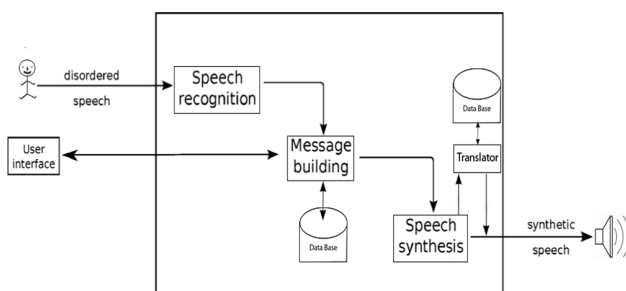 disordered
speech
Speech
recognition
Data Base
User
interface
Message
building
Translator
Data Base
Speech
synthesis
synthetic
speech